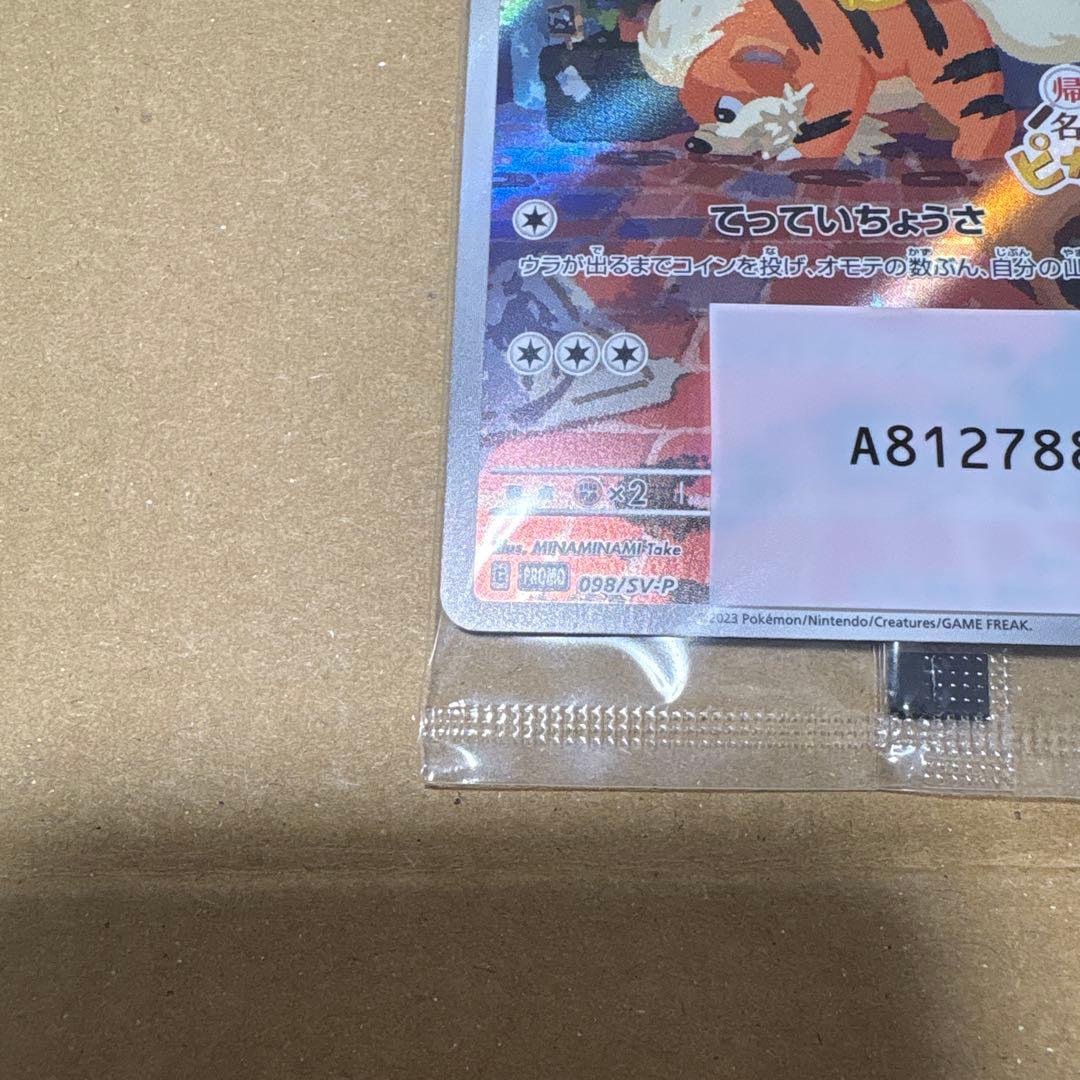 帰
名
ピカ
てっていちょうさ
ウラが出るまでコインを投げ、オモテの数ぶん、自分の山
A812788
×2
Illus. MINAMINAMI Take
PROMO 098/SV-P
2023 Pokémon/Nintendo/Creatures/GAME FREAK.